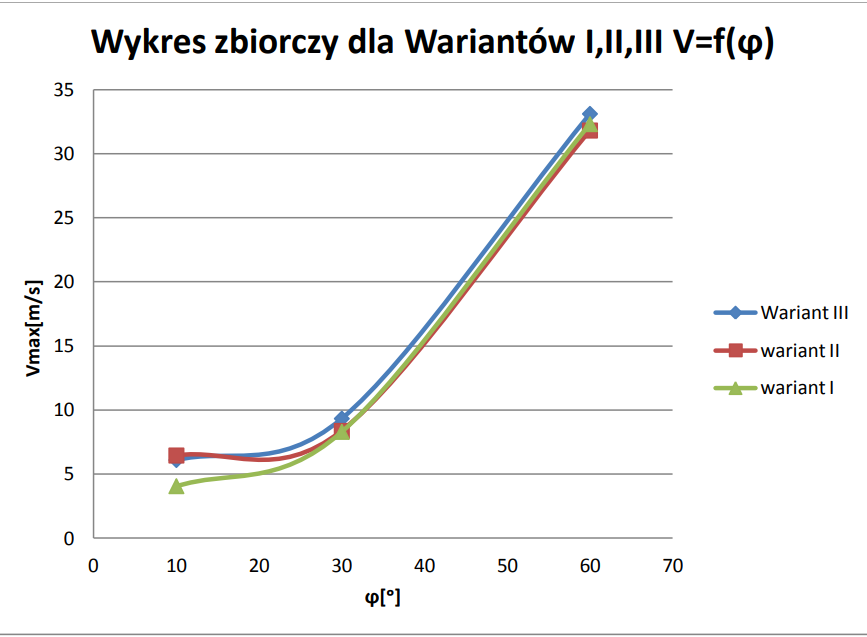 Wykres zbiorczy dla Wariantów I,II,III V=f(φ)
35
30
25
20
15
10
5
0
Vmax[m/s]
0 10 20 30 40 50 60 70
φ[°]
Wariant III
wariant II
wariant I